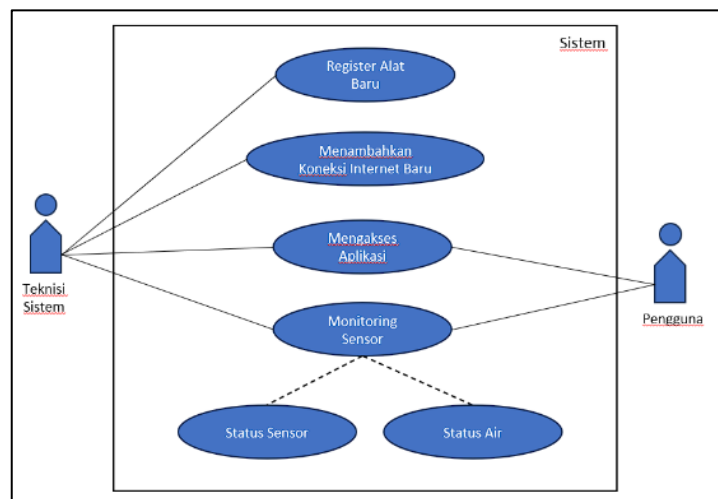 Sistem
Register Alat
Baru
Menambahkan
Koneksi Internet Baru
Mengakses
Aplikasi
Teknisi
Sistem
Monitoring
Sensor
Pengguna
Status Sensor
Status Air